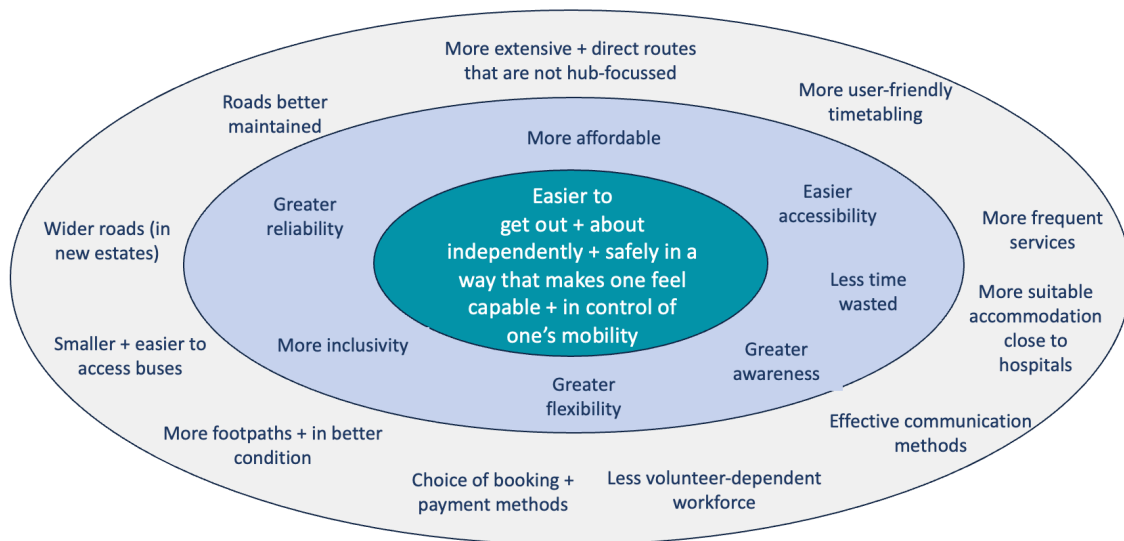 More extensive + direct routes
that are not hub-focussed
More user-friendly
timetabling
Roads better
maintained
More affordable
Easier
accessibility
Greater
reliability
Easier to
get out + about
independently + safely in a
way that makes one feel
capable + in control of
one’s mobility
More frequent
services
Wider roads (in
new estates)
Less time
wasted
More suitable
accommodation
close to
hospitals
Smaller + easier to
access buses
More inclusivity
Greater
awareness
Greater
flexibility
Effective communication
methods
More footpaths + in better
condition
Choice of booking +
payment methods
Less volunteer-dependent
workforce